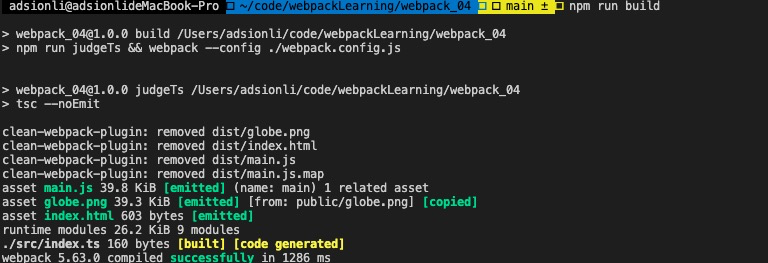 adsionli@adsionlideMacBook-Pro ~/code/webpackLearning/webpack_04 main ± npm run build
> webpack_04@1.0.0 build /Users/adsionli/code/webpackLearning/webpack_04
> npm run judgeTs && webpack --config ./webpack.config.js
> webpack_04@1.0.0 judgeTs /Users/adsionli/code/webpackLearning/webpack_04
> tsc --noEmit
clean-webpack-plugin: removed dist/globe.png
clean-webpack-plugin: removed dist/index.html
clean-webpack-plugin: removed dist/main.js
clean-webpack-plugin: removed dist/main.js.map
asset main.js 39.8 KiB [emitted] (name: main) 1 related asset
asset globe.png 39.3 KiB [emitted] [from: public/globe.png] [copied]
asset index.html 603 bytes [emitted]
runtime modules 26.2 KiB 9 modules
./src/index.ts 160 bytes [built] [code generated]
webpack 5.63.0 compiled successfully in 1286 ms